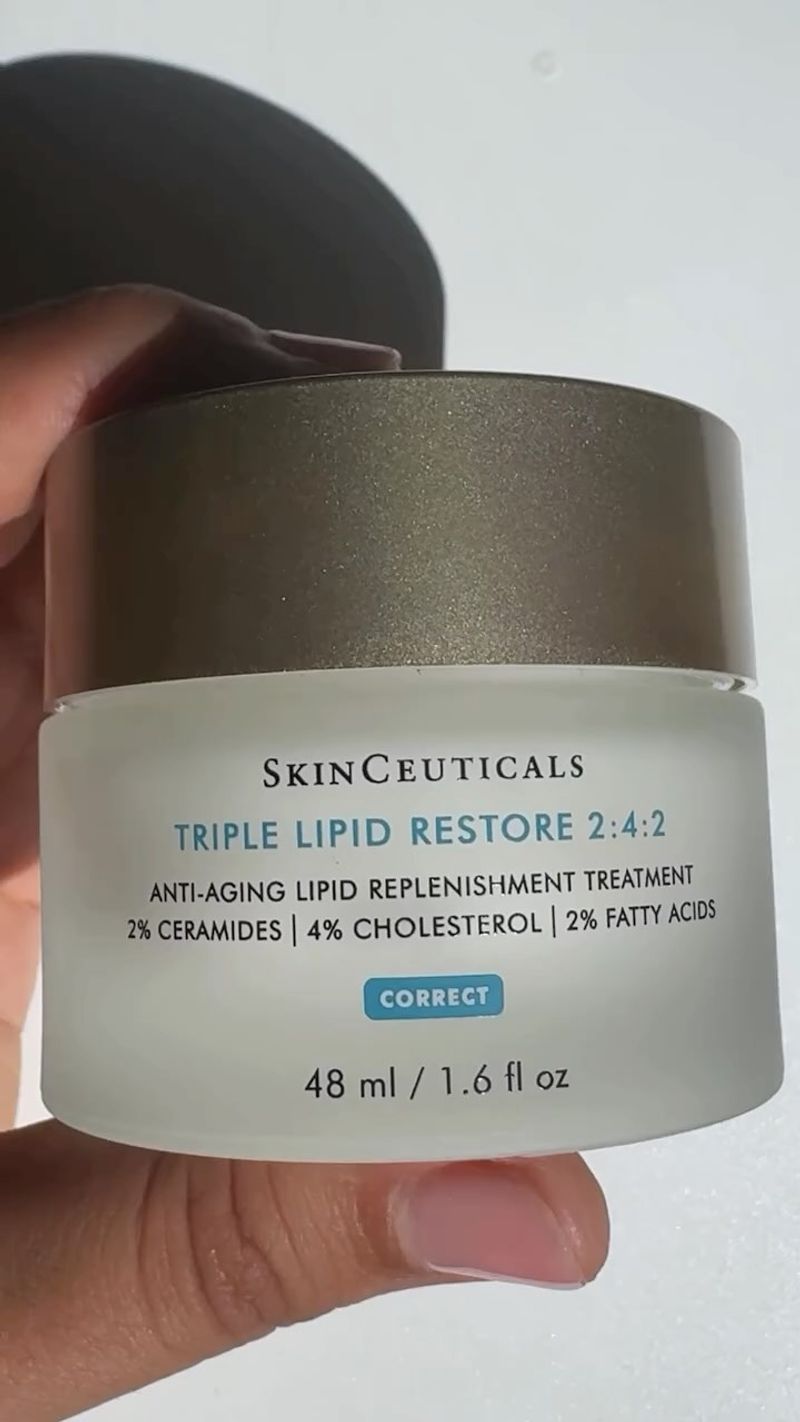 SKINCEUTICALS
TRIPLE LIPID RESTORE 2:4:2
ANTI-AGING LIPID REPLENISHMENT TREATMENT
2% CERAMIDES | 4% CHOLESTEROL | 2% FATTY ACIDS
CORRECT
48 ml / 1.6 fl oz